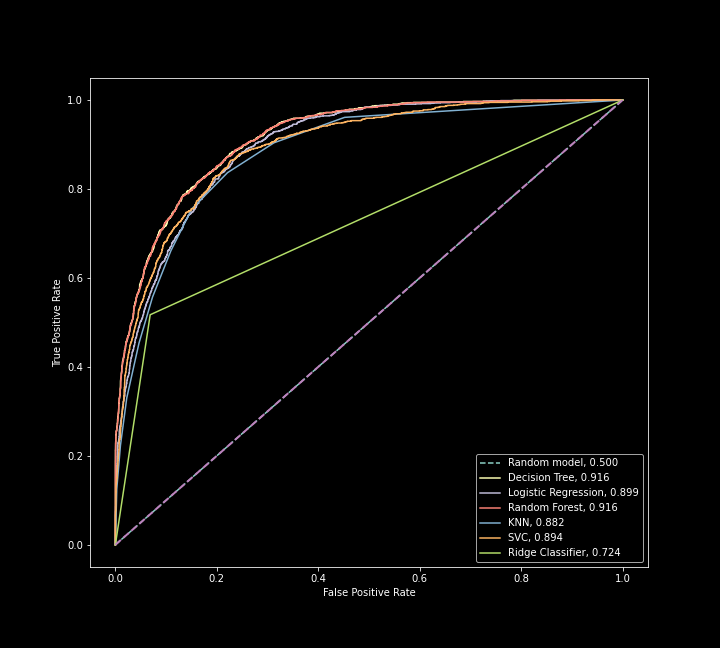 1.0
0.8
0.6
0.4
0.2
0.0
True Positive Rate
Random model, 0.500
Decision Tree, 0.916
Logistic Regression, 0.899
Random Forest, 0.916
KNN, 0.882
SVC, 0.894
Ridge Classifier, 0.724
0.0 0.2 0.4 0.6 0.8 1.0
False Positive Rate